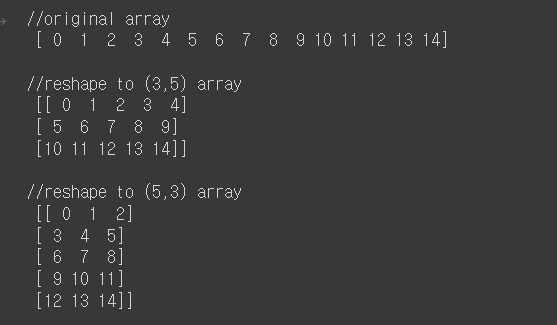 //original array
[ 0  1  2  3  4  5  6  7  8  9 10 11 12 13 14]
//reshape to (3,5) array
[[ 0  1  2  3  4]
[ 5  6  7  8  9]
[10 11 12 13 14]]
//reshape to (5,3) array
[[ 0  1  2]
[ 3  4  5]
[ 6  7  8]
[ 9 10 11]
[12 13 14]]